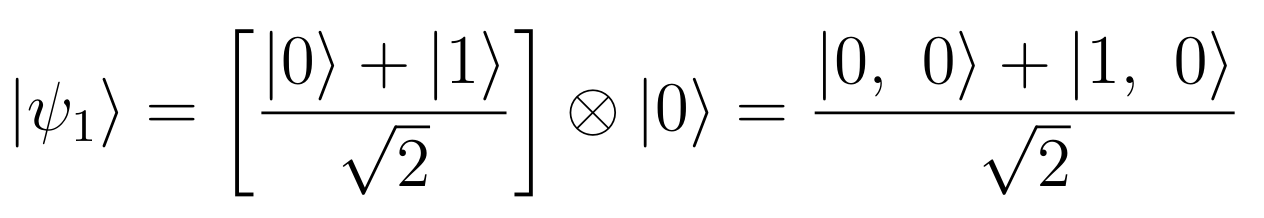 |ψ₁⟩ = [(|0⟩ + |1⟩)/√2] ⊗ |0⟩ = (|0, 0⟩ + |1, 0⟩)/√2